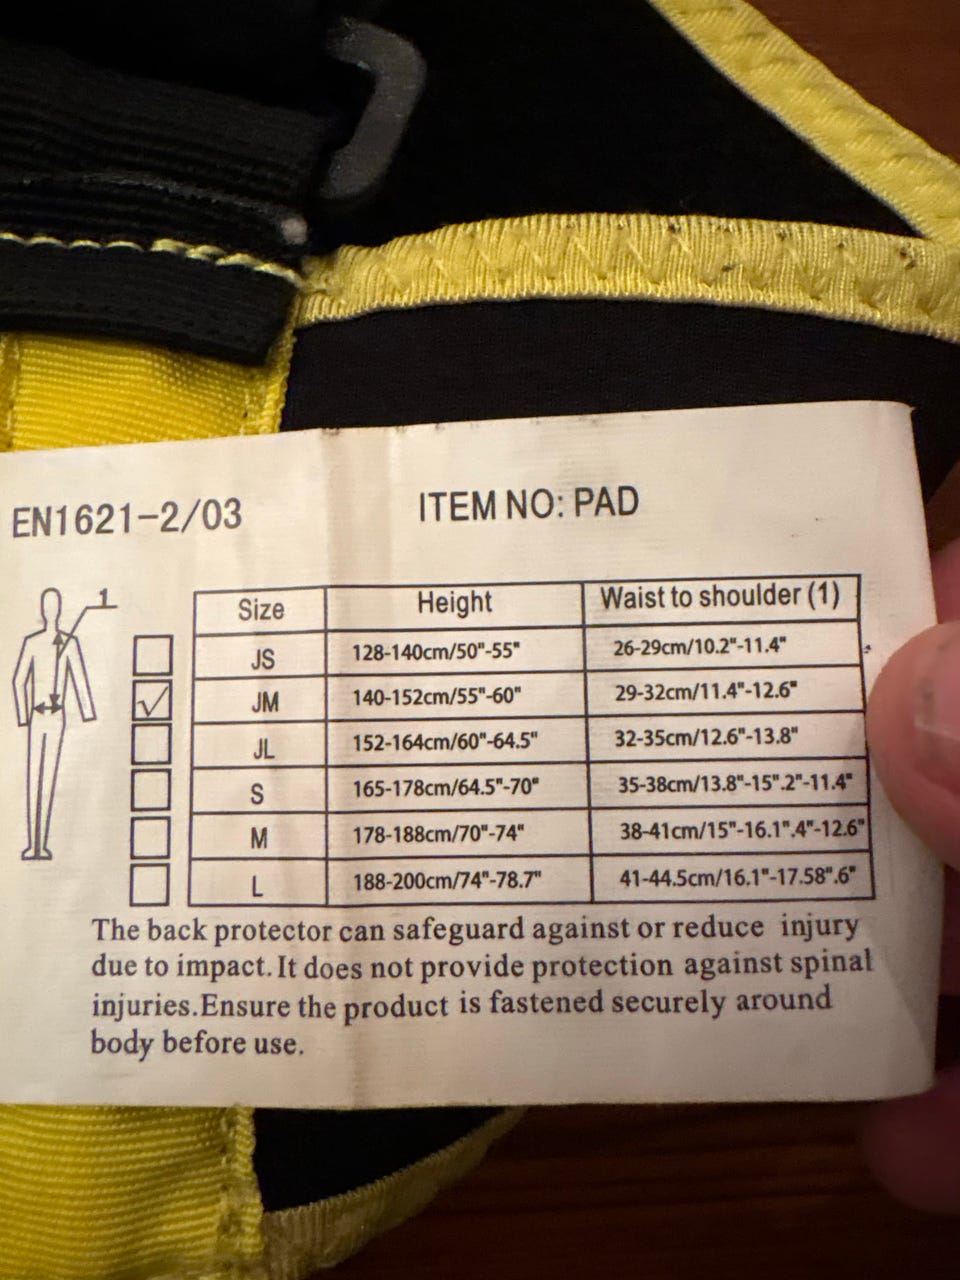 EN1621-2/03 ITEM NO: PAD
1
Size Height Waist to shoulder (1)
JS 128-140cm/50"-55" 26-29cm/10.2"-11.4"
JM 140-152cm/55"-60" 29-32cm/11.4"-12.6"
JL 152-164cm/60"-64.5" 32-35cm/12.6"-13.8"
S 165-178cm/64.5"-70" 35-38cm/13.8"-15".2"-11.4"
M 178-188cm/70"-74" 38-41cm/15"-16.1".4"-12.6"
L 188-200cm/74"-78.7" 41-44.5cm/16.1"-17.58".6"
The back protector can safeguard against or reduce injury
due to impact.It does not provide protection against spinal
injuries.Ensure the product is fastened securely around
body before use.